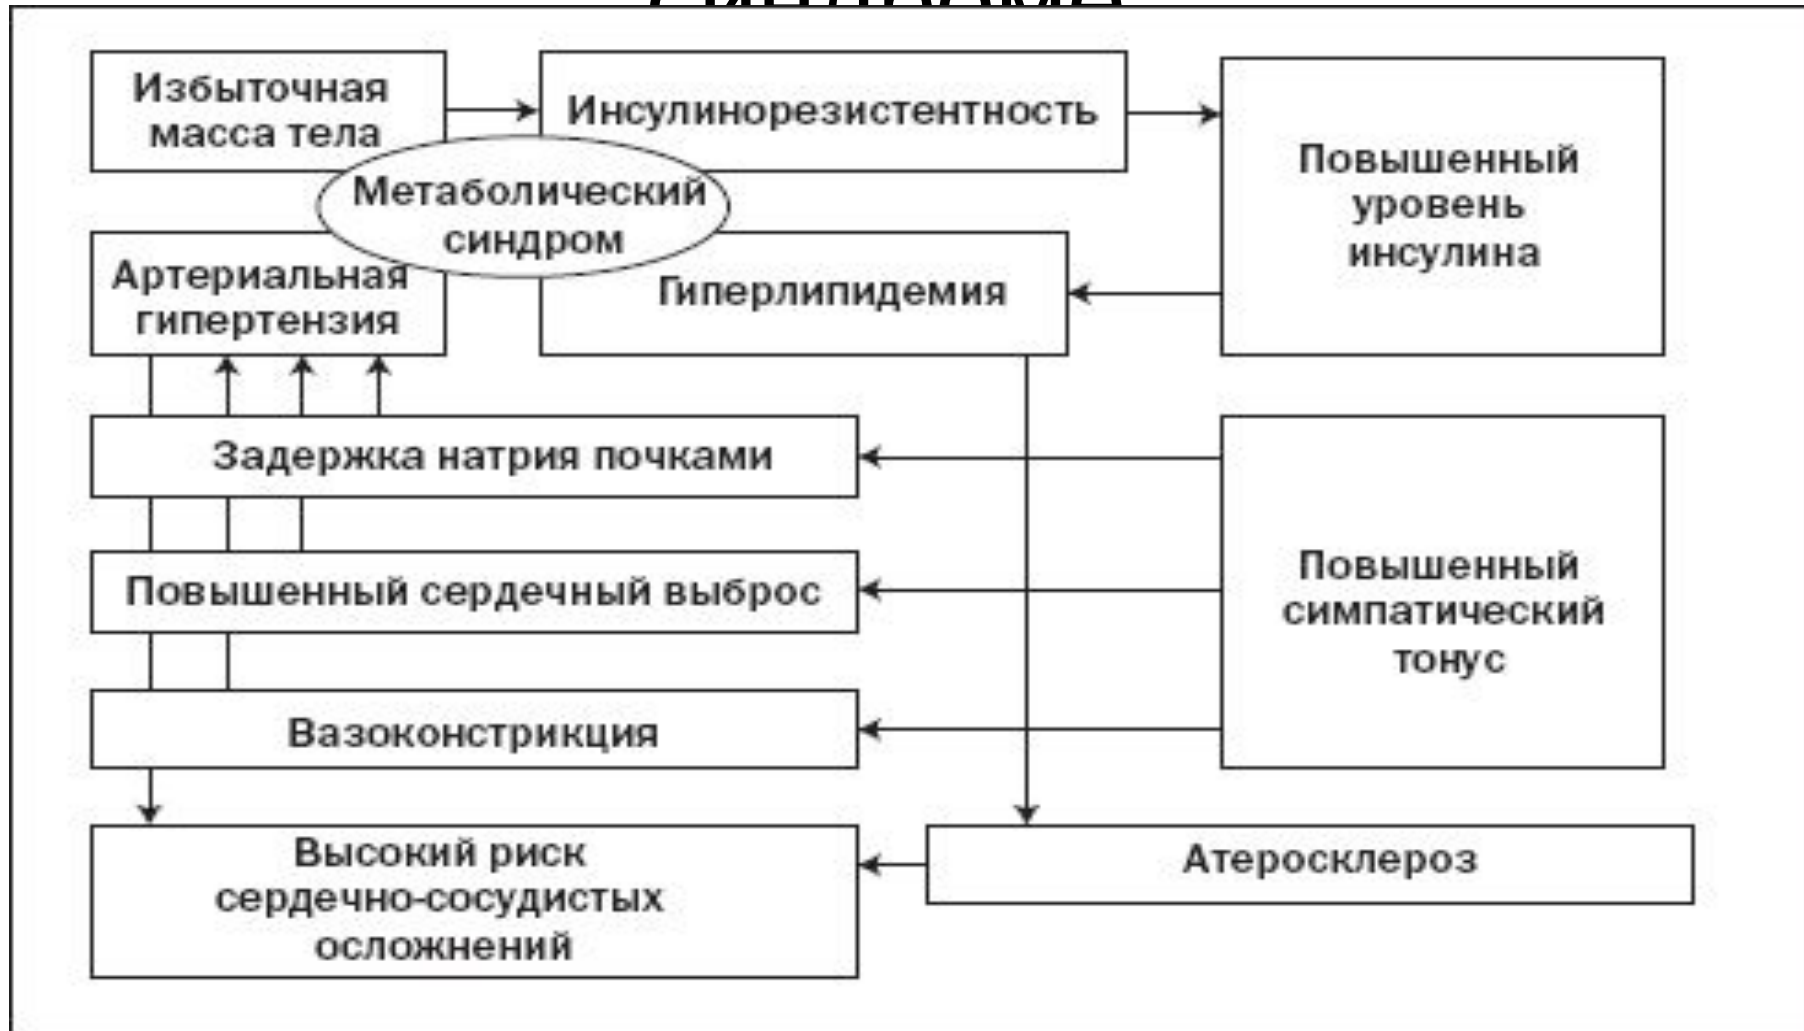 Избыточная
масса тела
Инсулинорезистентность
Повышенный
уровень
инсулина
Метаболический
синдром
Артериальная
гипертензия
Гиперлипидемия
Задержка натрия почками
Повышенный сердечный выброс
Вазоконстрикция
Повышенный
симпатический
тонус
Высокий риск
сердечно-сосудистых
осложнений
Атеросклероз